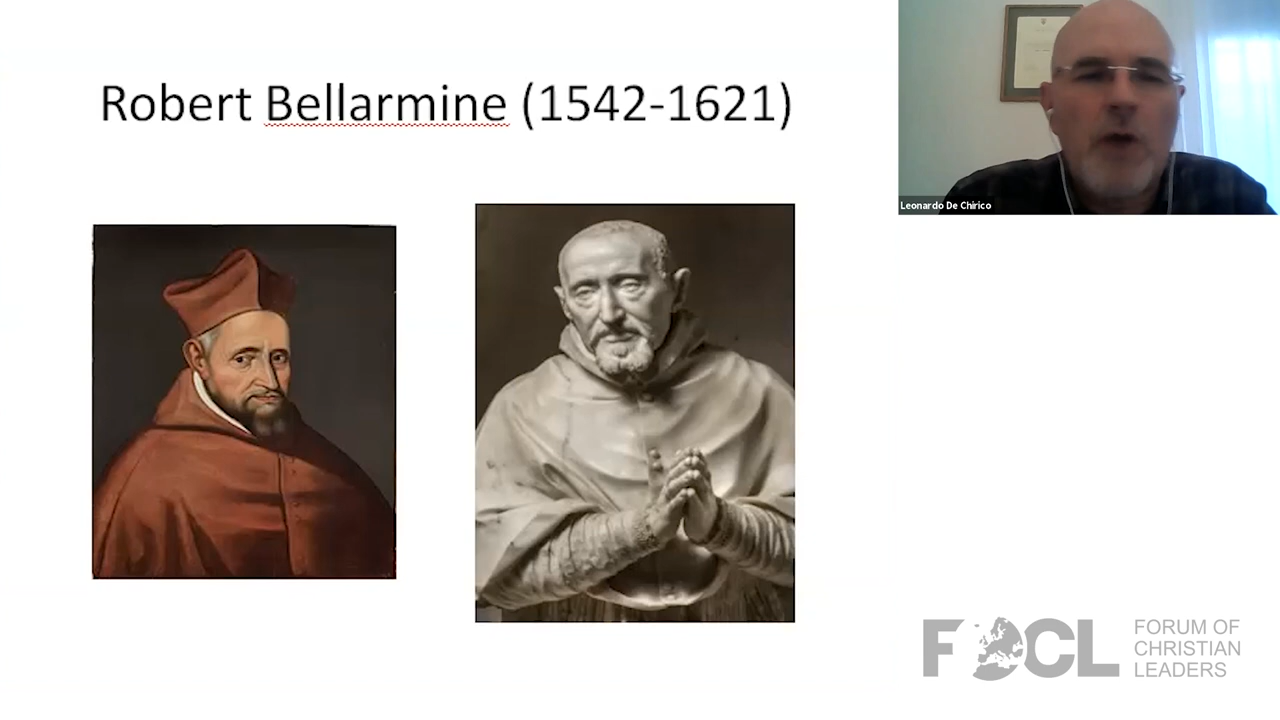 Robert Bellarmine (1542-1621)
Leonardo De Chirico
FOCL
FORUM OF
CHRISTIAN
LEADERS